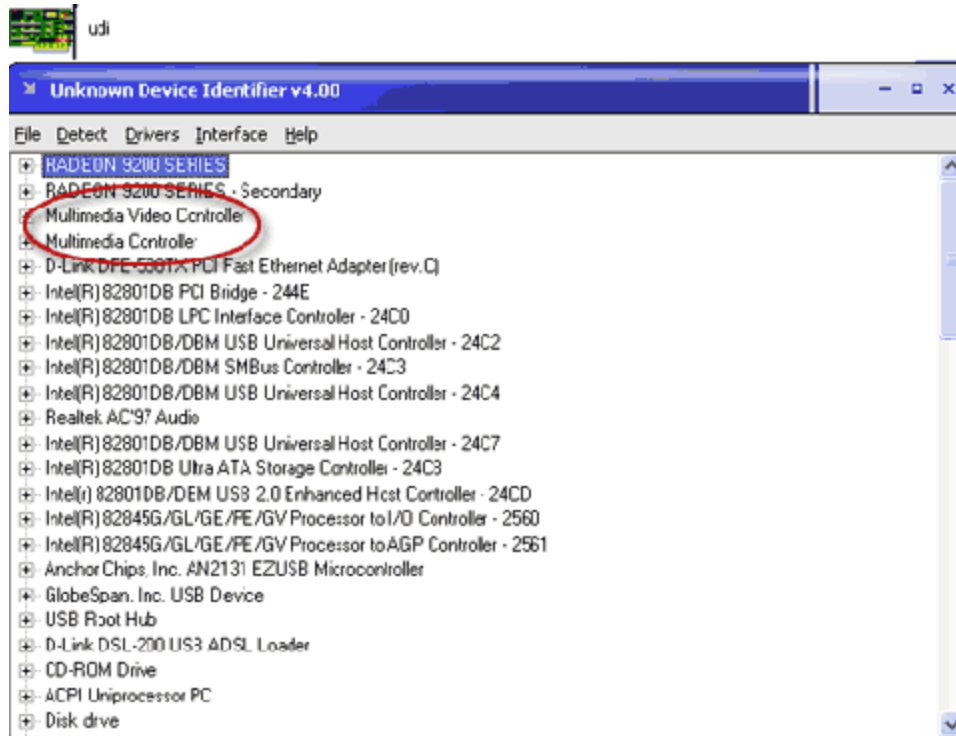 udi
Unknown Device Identifier v4.00
File Detect Drivers Interface Help
RADEON 9200 SERIES
RADEON 9200 SERIES - Secondary
Multimedia Video Controller
Multimedia Controller
D-Link DFE-530TX PCI Fast Ethernet Adapter (rev.C)
Intel(R) 82801DB PCI Bridge - 244E
Intel(R) 82801DB LPC Interface Controller - 24C0
Intel(R) 82801DB/DBM USB Universal Host Controller - 24C2
Intel(R) 82801DB/DBM SMBus Controller - 24C3
Intel(R) 82801DB/DBM USB Universal Host Controller - 24C4
Realtek AC'97 Audio
Intel(R) 82801DB/DBM USB Universal Host Controller - 24C7
Intel(R) 82801DB Ultra ATA Storage Controller - 24CB
Intel(r) 82801DB/DBM USB 2.0 Enhanced Host Controller - 24CD
Intel(R) 82845G/GL/GE/PE/GV Processor to I/O Controller - 2560
Intel(R) 82845G/GL/GE/PE/GV Processor to AGP Controller - 2561
Anchor Chips, Inc. AN2131 EZUSB Microcontroller
GlobeSpan, Inc. USB Device
USB Root Hub
D-Link DSL-200 USB ADSL Loader
CD-ROM Drive
ACPI Uniprocessor PC
Disk drive